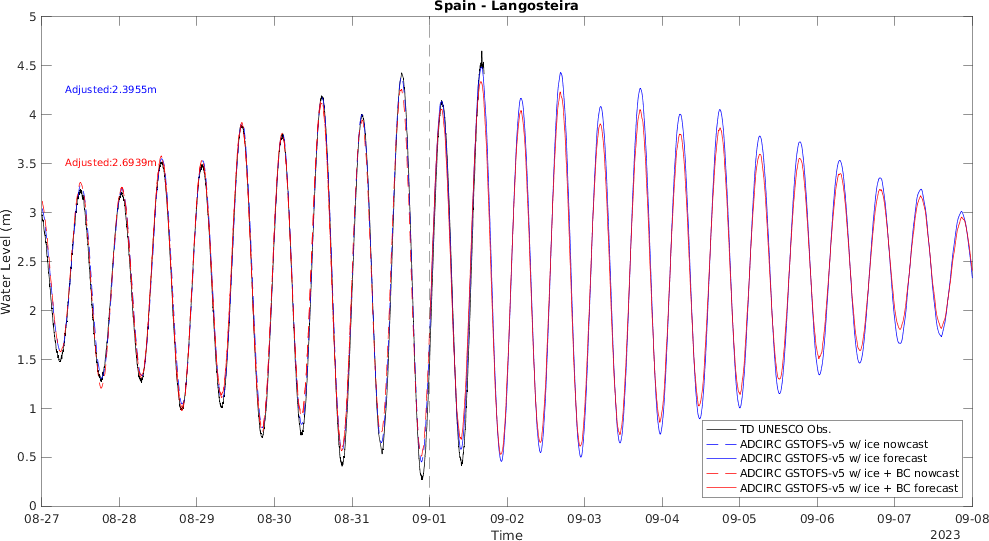 Spain - Langosteira
5
4.5
4
3.5
3
2.5
2
1.5
1
0.5
0
Water Level (m)
Adjusted:2.3955m
Adjusted:2.6939m
TD UNESCO Obs.
ADCIRC GSTOFS-v5 w/ ice nowcast
ADCIRC GSTOFS-v5 w/ ice forecast
ADCIRC GSTOFS-v5 w/ ice + BC nowcast
ADCIRC GSTOFS-v5 w/ ice + BC forecast
08-27 08-28 08-29 08-30 08-31 09-01 09-02 09-03 09-04 09-05 09-06 09-07 09-08
Time
2023